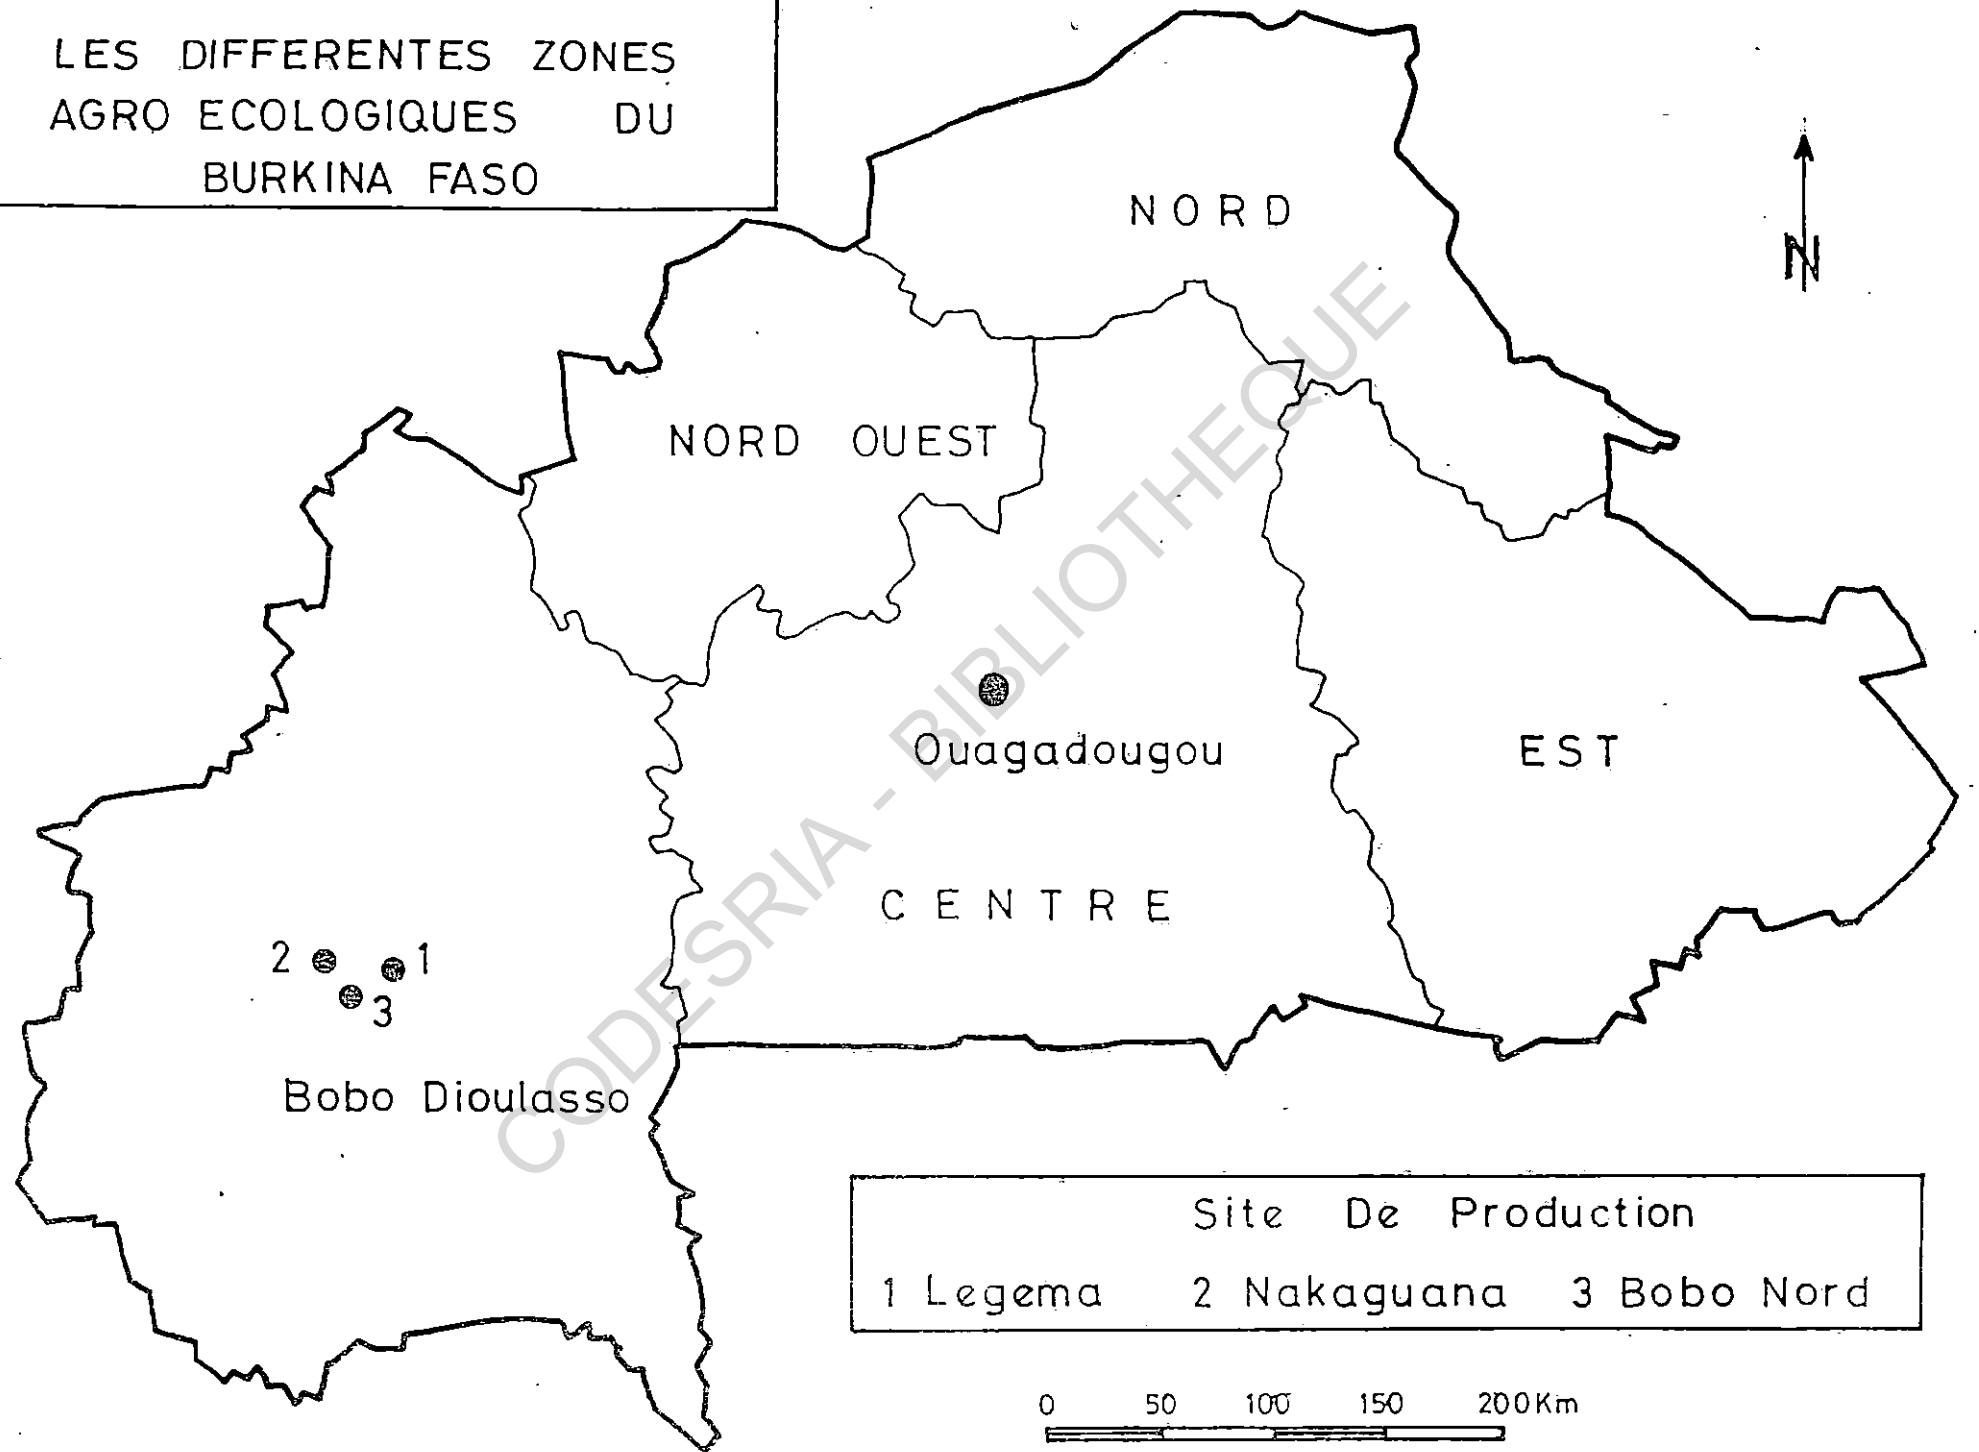 LES DIFFERENTES ZONES
AGRO ECOLOGIQUES DU
BURKINA FASO
NORD
N
NORD OUEST
Ouagadougou
EST
CENTRE
2
1
3
Bobo Dioulasso
CODESRIA - BIBLIOTHEQUE
Site De Production
1 Legema 2 Nakaguana 3 Bobo Nord
0 50 100 150 200Km